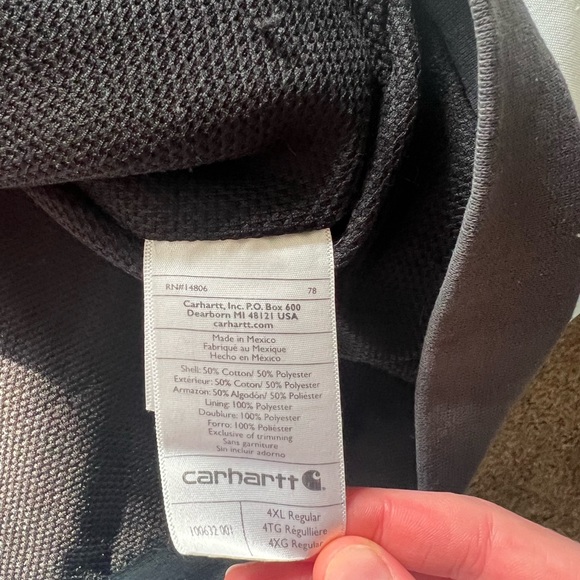 RN#14806 78
Carhartt, Inc. P.O. Box 600
Dearborn MI 48121 USA
carhartt.com
Made in Mexico
Fabriqué au Mexique
Hecho en México
Shell: 50% Cotton/ 50% Polyester
Extérieur: 50% Coton/ 50% Polyester
Armazon: 50% Algodón/ 50% Poliéster
Lining: 100% Polyester
Doublure: 100% Polyester
Forro: 100% Poliéster
Exclusive of trimming
Sans garniture
Sin incluir adorno
carhartt
100632 001
4XL Regular
4TG Régulliere
4XG Regular